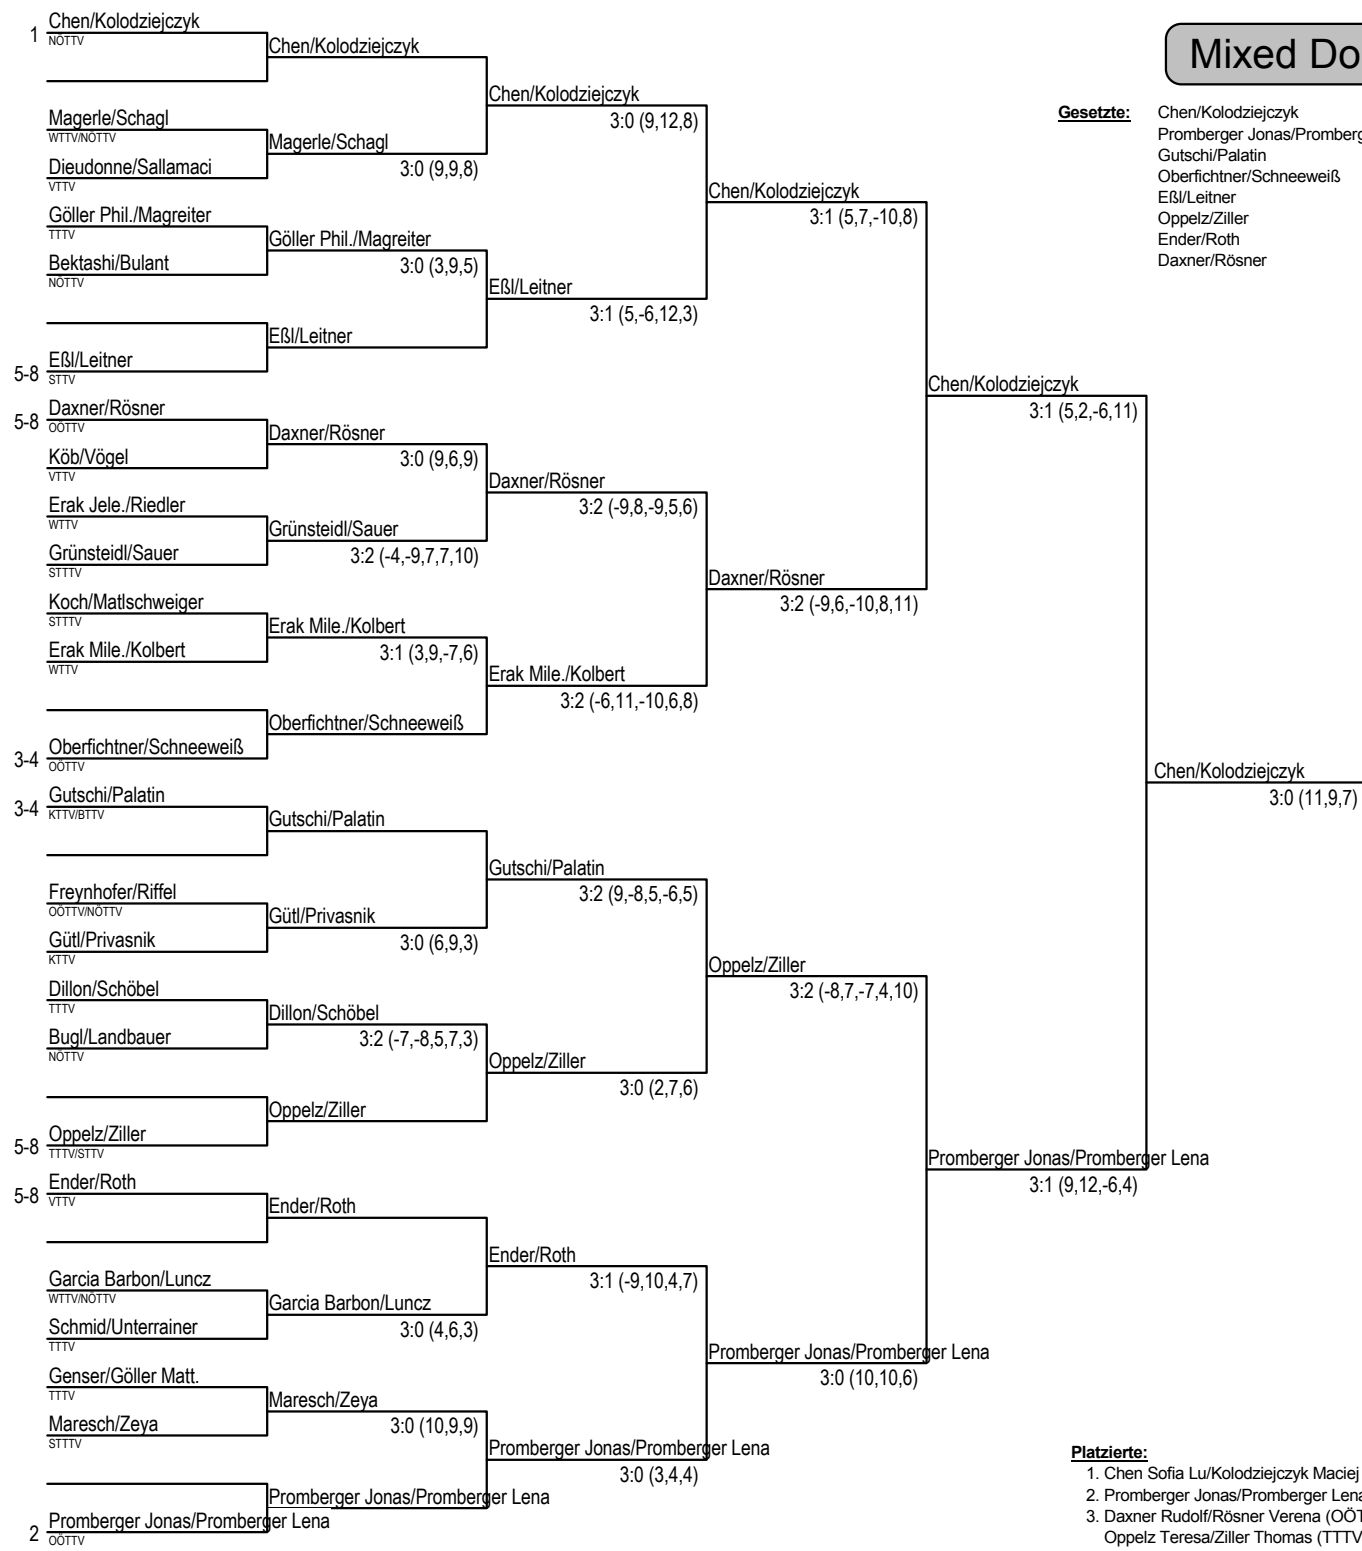 Mixed Do
Gesetzte:
Chen/Kolodziejczyk
Promberger Jonas/Promberg
Gutschi/Palatin
Oberfichtner/Schneeweiß
Eßl/Leitner
Oppelz/Ziller
Ender/Roth
Daxner/Rösner
1 Chen/Kolodziejczyk
NÖTTV
Magerle/Schagl
WTTV/NÖTTV
Dieudonne/Sallamaci
VTTV
Göller Phil./Magreiter
TTTV
Bektashi/Bulant
NÖTTV
5-8 Eßl/Leitner
STTV
5-8 Daxner/Rösner
OÖTTV
Köb/Vögel
VTTV
Erak Jele./Riedler
WTTV
Grünsteidl/Sauer
STTTV
Koch/Matlschweiger
STTTV
Erak Mile./Kolbert
WTTV
3-4 Oberfichtner/Schneeweiß
OÖTTV
3-4 Gutschi/Palatin
KTTV/BTTV
Freynhofer/Riffel
OÖTTV/NÖTTV
Gütl/Privasnik
KTTV
Dillon/Schöbel
TTTV
Bugl/Landbauer
NÖTTV
5-8 Oppelz/Ziller
TTTV/STTV
5-8 Ender/Roth
VTTV
Garcia Barbon/Luncz
WTTV/NÖTTV
Schmid/Unterrainer
TTTV
Genser/Göller Matt.
TTTV
Maresch/Zeya
STTTV
2 Promberger Jonas/Promberger Lena
OÖTTV
Chen/Kolodziejczyk
Magerle/Schagl
3:0 (9,9,8)
Göller Phil./Magreiter
3:0 (3,9,5)
Eßl/Leitner
Daxner/Rösner
3:0 (9,6,9)
Grünsteidl/Sauer
3:2 (-4,-9,7,7,10)
Erak Mile./Kolbert
3:1 (3,9,-7,6)
Oberfichtner/Schneeweiß
Gutschi/Palatin
Gütl/Privasnik
3:0 (6,9,3)
Dillon/Schöbel
3:2 (-7,-8,5,7,3)
Oppelz/Ziller
Ender/Roth
Garcia Barbon/Luncz
3:0 (4,6,3)
Maresch/Zeya
3:0 (10,9,9)
Promberger Jonas/Promberger Lena
Chen/Kolodziejczyk
3:0 (9,12,8)
Eßl/Leitner
3:1 (5,-6,12,3)
Daxner/Rösner
3:2 (-9,8,-9,5,6)
Erak Mile./Kolbert
3:2 (-6,11,-10,6,8)
Gutschi/Palatin
3:2 (9,-8,5,-6,5)
Oppelz/Ziller
3:0 (2,7,6)
Ender/Roth
3:1 (-9,10,4,7)
Promberger Jonas/Promberger Lena
3:0 (3,4,4)
Chen/Kolodziejczyk
3:1 (5,7,-10,8)
Daxner/Rösner
3:2 (-9,6,-10,8,11)
Oppelz/Ziller
3:2 (-8,7,-7,4,10)
Promberger Jonas/Promberger Lena
3:0 (10,10,6)
Chen/Kolodziejczyk
3:1 (5,2,-6,11)
Promberger Jonas/Promberger Lena
3:1 (9,12,-6,4)
Chen/Kolodziejczyk
3:0 (11,9,7)
Platzierte:
1. Chen Sofia Lu/Kolodziejczyk Maciej
2. Promberger Jonas/Promberger Lena
3. Daxner Rudolf/Rösner Verena (OÖT
Oppelz Teresa/Ziller Thomas (TTTV